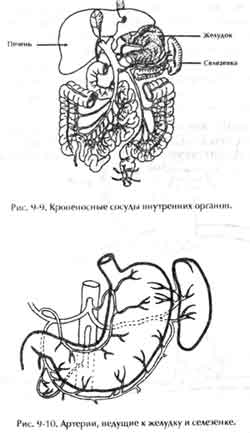 Печень
Желудок
Селезенка
Рис. 9-9. Кровеносные сосуды внутренних органов.
Рис. 9-10. Артерии, ведущие к желудку и селезенке.